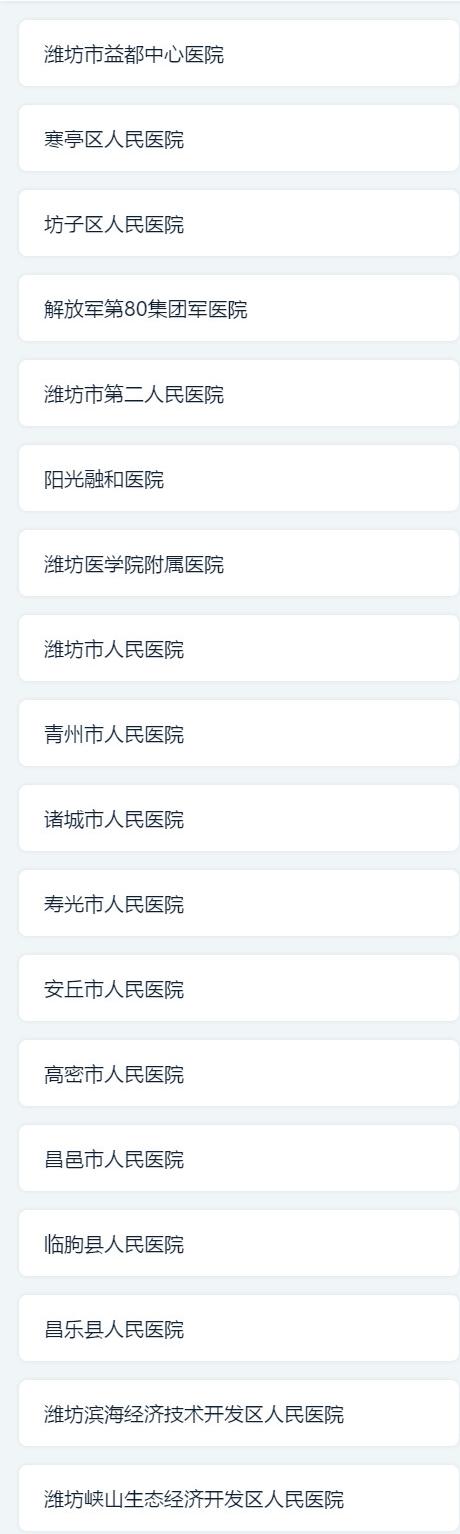 潍坊市益都中心医院
寒亭区人民医院
坊子区人民医院
解放军第80集团军医院
潍坊市第二人民医院
阳光融和医院
潍坊医学院附属医院
潍坊市人民医院
青州市人民医院
诸城市人民医院
寿光市人民医院
安丘市人民医院
高密市人民医院
昌邑市人民医院
临朐县人民医院
昌乐县人民医院
潍坊滨海经济技术开发区人民医院
潍坊峡山生态经济开发区人民医院